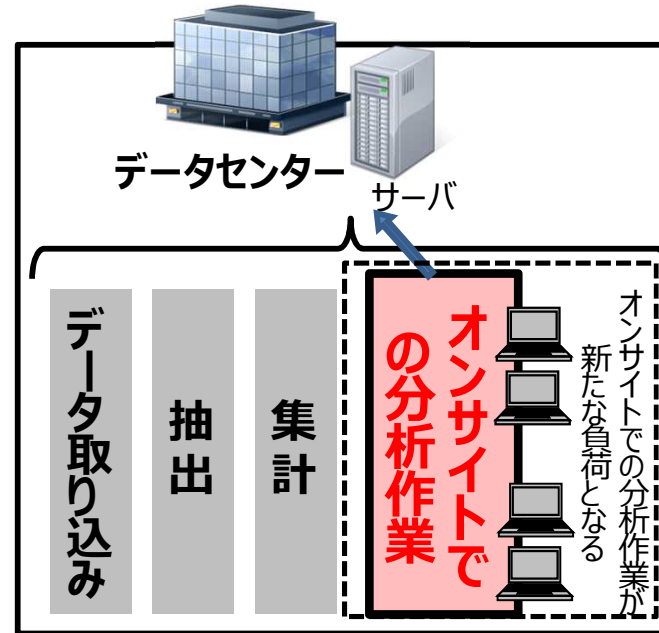 データセンター
サーバ
データ取り込み
抽出
集計
オンサイトで
の分析作業
オンサイトでの分析作業が
新たな負荷となる